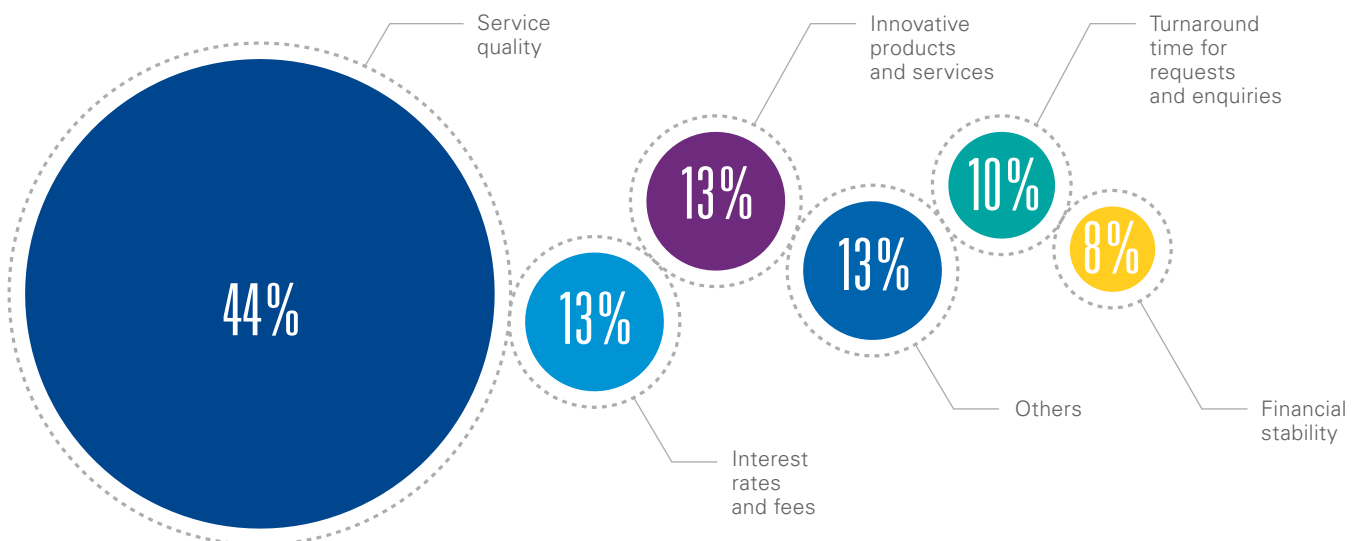 Service
quality
Innovative
products
and services
Turnaround
time for
requests
and enquiries
44%
13%
13%
13%
10%
8%
Interest
rates
and fees
Others
Financial
stability